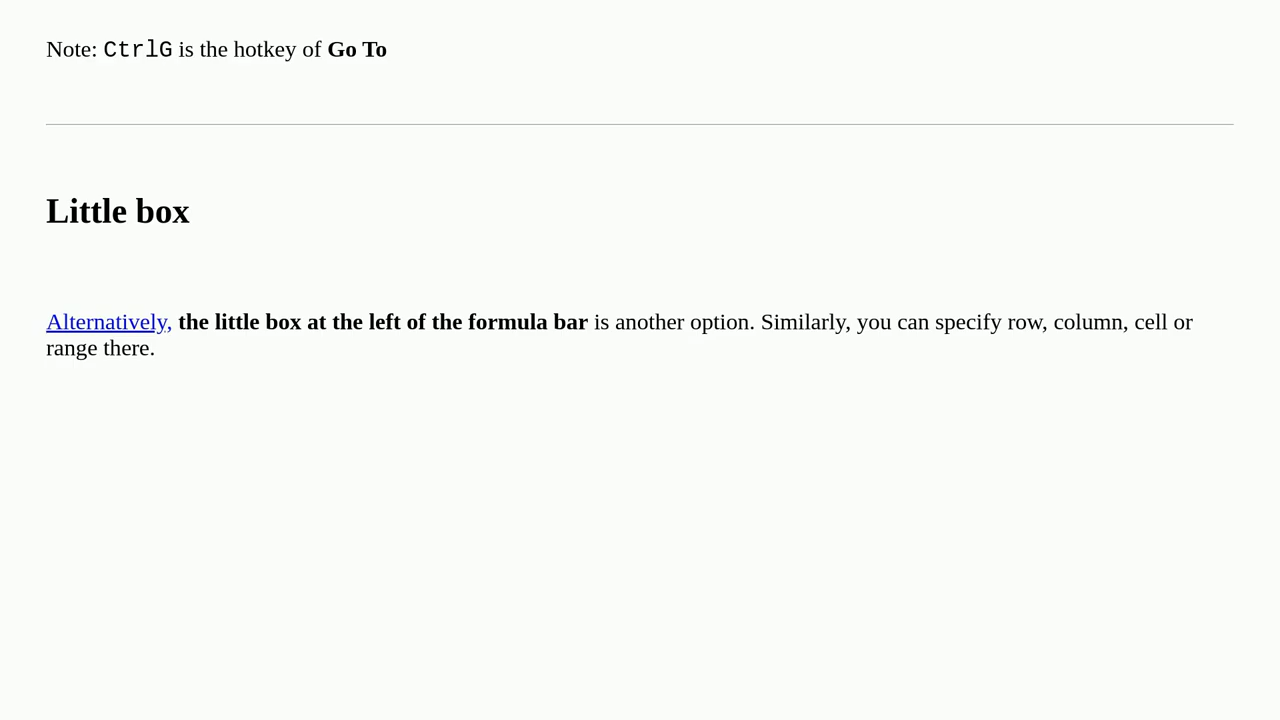 Note: CtrlG is the hotkey of Go To
Little box
Alternatively, the little box at the left of the formula bar is another option. Similarly, you can specify row, column, cell or
range there.